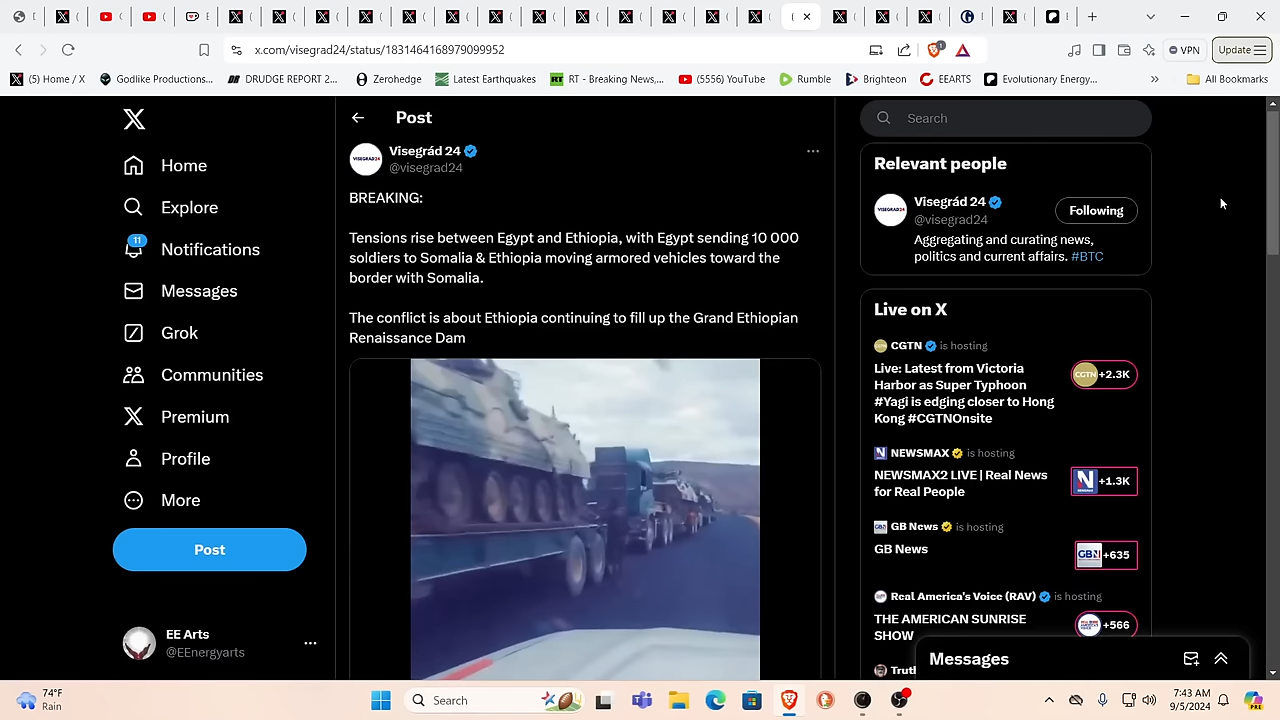 x.com/visegrad24/status/1831464168979099952
1
VPN
Update
(5) Home / X
Godlike Productions...
DRUDGE REPORT 2...
Zerohedge
Latest Earthquakes
RT - Breaking News,...
(5556) YouTube
Rumble
Brighteon
EEARTS
Evolutionary Energy...
All Bookmarks
Home
Explore
11
Notifications
Messages
Grok
Communities
Premium
Profile
More
Post
EE Arts
@EEnergyarts
Post
Visegrád 24
@visegrad24
BREAKING:
Tensions rise between Egypt and Ethiopia, with Egypt sending 10 000
soldiers to Somalia & Ethiopia moving armored vehicles toward the
border with Somalia.
The conflict is about Ethiopia continuing to fill up the Grand Ethiopian
Renaissance Dam
Search
Relevant people
VISEGRAD24
Visegrád 24
@visegrad24
Following
Aggregating and curating news,
politics and current affairs. #BTC
Live on X
CGTN is hosting
Live: Latest from Victoria
Harbor as Super Typhoon
#Yagi is edging closer to Hong
Kong #CGTNOnsite
+2.3K
NEWSMAX is hosting
NEWSMAX2 LIVE | Real News
for Real People
+1.3K
GB News is hosting
GB News
+635
Real America's Voice (RAV) is hosting
THE AMERICAN SUNRISE
SHOW
+566
Messages
74°F
Rain
Search
7:43 AM
9/5/2024